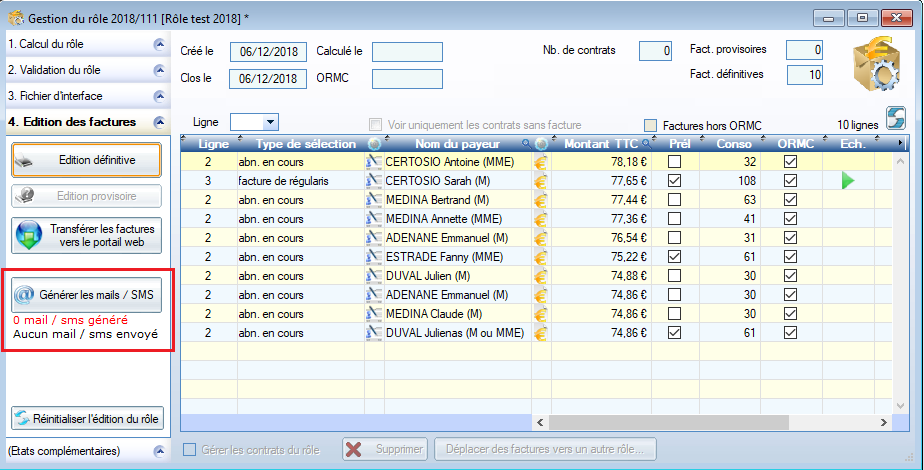 Gestion du rôle 2018/111 [Rôle test 2018] *
1. Calcul du rôle
2. Validation du rôle
3. Fichier d'interface
4. Edition des factures
Edition définitive
Edition provisoire
Transférer les factures
vers le portail web
Générer les mails / SMS
0 mail / sms généré
Aucun mail / sms envoyé
Réinitialiser l'édition du rôle
(Etats complémentaires)
Créé le 06/12/2018 Calculé le
Nb. de contrats 0
Fact. provisoires 0
Clos le 06/12/2018 ORMC
Fact. définitives 10
Ligne
Voir uniquement les contrats sans facture
Factures hors ORMC
10 lignes
Ligne Type de sélection Nom du payeur Montant TTC Prél Conso ORMC Ech.
2 abn. en cours CERTOSIO Antoine (MME) 78,18 € 32
3 facture de régularis CERTOSIO Sarah (M) 77,65 € 108
2 abn. en cours MEDINA Bertrand (M) 77,44 € 63
2 abn. en cours MEDINA Annette (MME) 77,36 € 41
2 abn. en cours ADENANE Emmanuel (M) 76,54 € 31
2 abn. en cours ESTRADE Fanny (MME) 75,22 € 61
2 abn. en cours DUVAL Julien (M) 74,88 € 30
2 abn. en cours ADENANE Emmanuel (M) 74,86 € 30
2 abn. en cours MEDINA Claude (M) 74,86 € 30
2 abn. en cours DUVAL Julienas (M ou MME) 74,86 € 61
Gérer les contrats du rôle
Supprimer
Déplacer des factures vers un autre rôle...